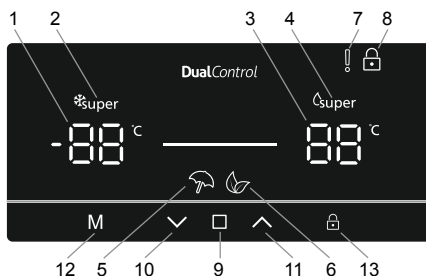 1 2 3 4 7 8
DualControl
super super
-88 °C 88 °C
M
12 5 10 9 11 6 13